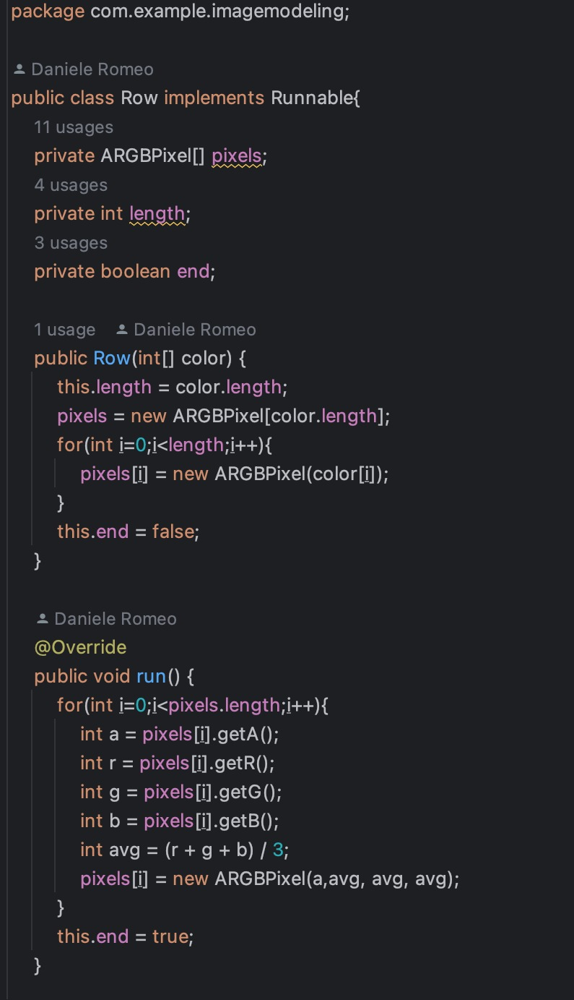 package com.example.imagemodeling;
Daniele Romeo
public class Row implements Runnable{
11 usages
private ARGBPixel[] pixels;
4 usages
private int length;
3 usages
private boolean end;
1 usage Daniele Romeo
public Row(int[] color) {
this.length = color.length;
pixels = new ARGBPixel[color.length];
for(int i=0;i<length;i++){
pixels[i] = new ARGBPixel(color[i]);
}
this.end = false;
}
Daniele Romeo
@Override
public void run() {
for(int i=0;i<pixels.length;i++){
int a = pixels[i].getA();
int r = pixels[i].getR();
int g = pixels[i].getG();
int b = pixels[i].getB();
int avg = (r + g + b) / 3;
pixels[i] = new ARGBPixel(a,avg, avg, avg);
}
this.end = true;
}